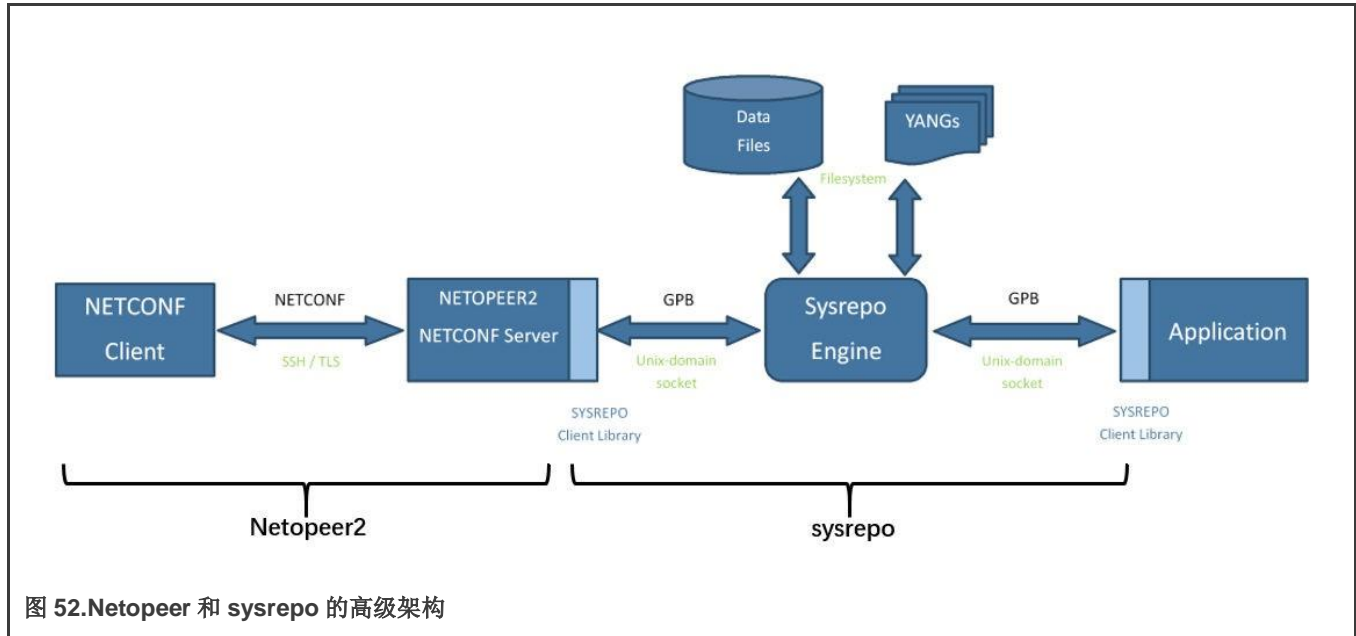 Data
Files
YANGs
Filesystem
NETCONF
Client
NETCONF
SSH / TLS
NETOPEER2
NETCONF Server
GPB
Unix-domain
socket
Sysrepo
Engine
GPB
Unix-domain
socket
Application
SYSREPO
Client Library
SYSREPO
Client Library
Netopeer2
sysrepo
图 52.Netopeer 和 sysrepo 的高级架构